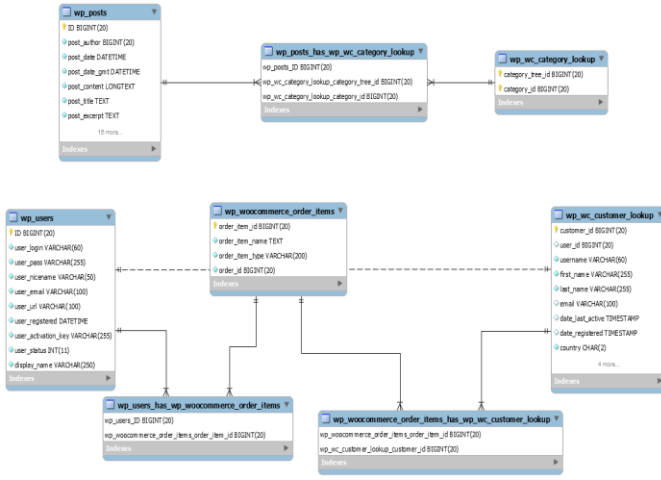 wp_posts
ID BIGINT(20)
post_author BIGINT(20)
post_date DATETIME
post_date_gmt DATETIME
post_content LONGTEXT
post_title TEXT
post_excerpt TEXT
16 more...
Indexes
wp_posts_has_wp_wc_category_lookup
wp_posts_ID BIGINT(20)
wp_wc_category_lookup_category_tree_id BIGINT(20)
wp_wc_category_lookup_category_id BIGINT(20)
Indexes
wp_wc_category_lookup
category_tree_id BIGINT(20)
category_id BIGINT(20)
Indexes
wp_users
ID BIGINT(20)
user_login VARCHAR(60)
user_pass VARCHAR(255)
user_nicename VARCHAR(50)
user_email VARCHAR(100)
user_url VARCHAR(100)
user_registered DATETIME
user_activation_key VARCHAR(255)
user_status INT(11)
display_name VARCHAR(250)
Indexes
wp_woocommerce_order_items
order_item_id BIGINT(20)
order_item_name TEXT
order_item_type VARCHAR(200)
order_id BIGINT(20)
Indexes
wp_wc_customer_lookup
customer_id BIGINT(20)
user_id BIGINT(20)
username VARCHAR(60)
first_name VARCHAR(255)
last_name VARCHAR(255)
email VARCHAR(100)
date_last_active TIMESTAMP
date_registered TIMESTAMP
country CHAR(2)
4 more...
Indexes
wp_users_has_wp_woocommerce_order_items
wp_users_ID BIGINT(20)
wp_woocommerce_order_items_order_item_id BIGINT(20)
Indexes
wp_woocommerce_order_items_has_wp_wc_customer_lookup
wp_woocommerce_order_items_order_item_id BIGINT(20)
wp_wc_customer_lookup_customer_id BIGINT(20)
Indexes